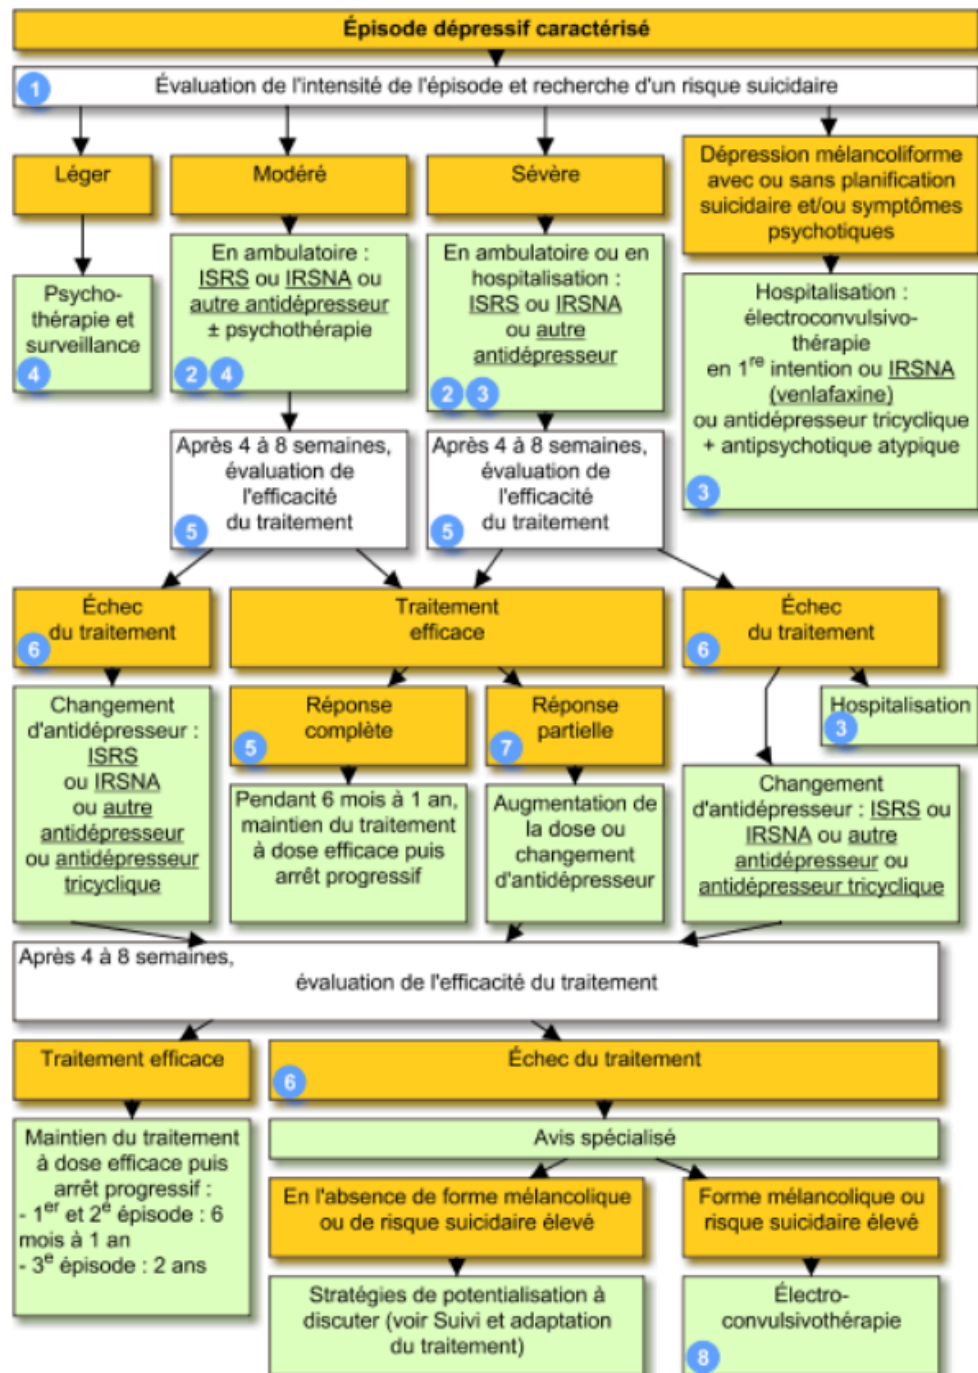 Épisode dépressif caractérisé
1
Évaluation de l'intensité de l'épisode et recherche d'un risque suicidaire
Léger
Modéré
Sévère
Dépression mélancoliforme
avec ou sans planification
suicidaire et/ou symptômes
psychotiques
Psycho-
thérapie et
surveillance
4
En ambulatoire :
ISRS ou IRSNA ou
autre antidépresseur
± psychothérapie
2 4
En ambulatoire ou en
hospitalisation :
ISRS ou IRSNA
ou autre
antidépresseur
2 3
Hospitalisation :
électroconvulsivo-
thérapie
en 1re intention ou IRSNA
(venlafaxine)
ou antidépresseur tricyclique
+ antipsychotique atypique
3
Après 4 à 8 semaines,
évaluation de
l'efficacité
du traitement
5
Après 4 à 8 semaines,
évaluation de
l'efficacité
du traitement
5
Échec
du traitement
6
Traitement
efficace
Échec
du traitement
6
Changement
d'antidépresseur :
ISRS
ou IRSNA
ou autre
antidépresseur
ou antidépresseur
tricyclique
Réponse
complète
5
Réponse
partielle
7
Hospitalisation
3
Pendant 6 mois à 1 an,
maintien du traitement
à dose efficace puis
arrêt progressif
Augmentation de
la dose ou
changement
d'antidépresseur
Changement
d'antidépresseur : ISRS ou
IRSNA ou autre
antidépresseur ou
antidépresseur tricyclique
Après 4 à 8 semaines,
évaluation de l'efficacité du traitement
Traitement efficace
Échec du traitement
6
Maintien du traitement
à dose efficace puis
arrêt progressif :
- 1er et 2e épisode : 6
mois à 1 an
- 3e épisode : 2 ans
Avis spécialisé
En l'absence de forme mélancolique
ou de risque suicidaire élevé
Forme mélancolique ou
risque suicidaire élevé
Stratégies de potentialisation à
discuter (voir Suivi et adaptation
du traitement)
Électro-
convulsivothérapie
8